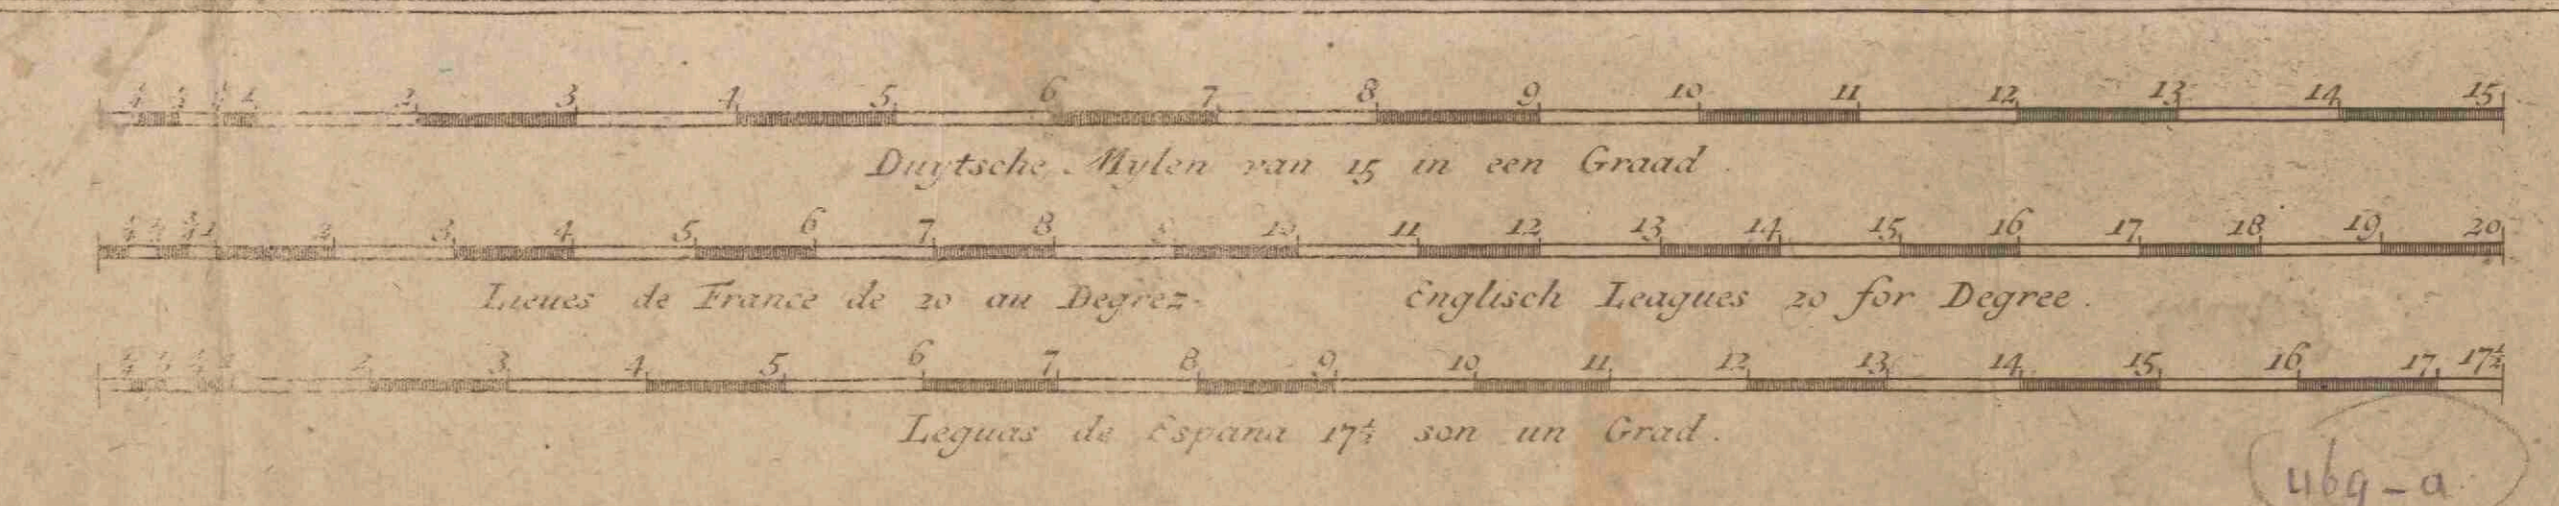 ¼ ½ ¾ 1 2 3 4 5 6 7 8 9 10 11 12 13 14 15
Duytsche Mylen van 15 in een Graad.
¼ ½ ¾ 1 2 3 4 5 6 7 8 9 10 11 12 13 14 15 16 17 18 19 20
Lieues de France de 20 au Degrez. Englisch Leagues 20 for Degree.
¼ ½ ¾ 1 2 3 4 5 6 7 8 9 10 11 12 13 14 15 16 17 17½
Leguas de Espana 17½ son un Grad.